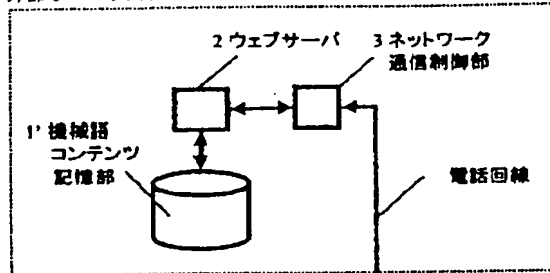 2 ウェブサーバ
3 ネットワーク
通信制御部
1' 機械語
コンテンツ
記憶部
電話回線